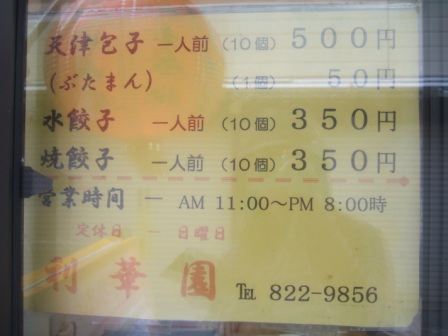 天津包子 一人前 (10個) 500円
(ぶたまん) (1個) 50円
水餃子 一人前 (10個) 350円
焼餃子 一人前 (10個) 350円
営業時間 ー AM 11:00〜PM 8:00時
定休日 ー 日曜日
利華園 ℡ 822-9856